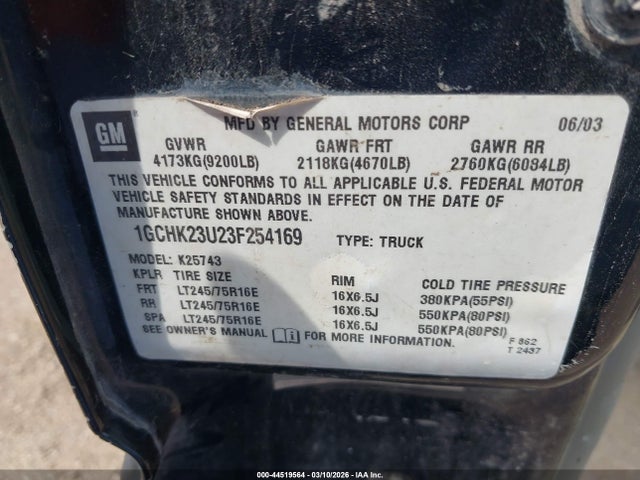 GM
MFD BY GENERAL MOTORS CORP 06/03
GVWR GAWR FRT GAWR RR
4173KG(9200LB) 2118KG(4670LB) 2760KG(6084LB)
THIS VEHICLE CONFORMS TO ALL APPLICABLE U.S. FEDERAL MOTOR
VEHICLE SAFETY STANDARDS IN EFFECT ON THE DATE OF
MANUFACTURE SHOWN ABOVE.
1GCHK23U23F254169 TYPE: TRUCK
MODEL: K25743
KPLR TIRE SIZE RIM COLD TIRE PRESSURE
FRT LT245/75R16E 16X6.5J 380KPA(55PSI)
RR LT245/75R16E 16X6.5J 550KPA(80PSI)
SPA LT245/75R16E 16X6.5J 550KPA(80PSI)
SEE OWNER'S MANUAL FOR MORE INFORMATION.
F 862
T 2437
000-44519564 - 03/10/2026 - IAAI.COM